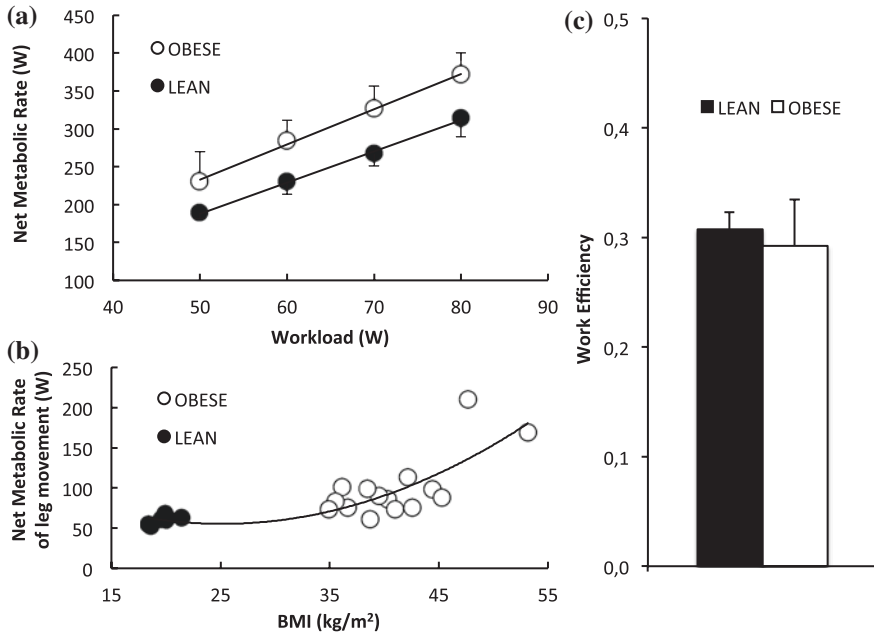 (a)
450
400
350
300
250
200
150
100
Net Metabolic Rate (W)
OBESE
LEAN
40 50 60 70 80 90
Workload (W)
(b)
250
200
150
100
50
0
Net Metabolic Rate
of leg movement (W)
OBESE
LEAN
15 25 35 45 55
BMI (kg/m²)
(c)
0,5
0,4
0,3
0,2
0,1
0,0
Work Efficiency
LEAN OBESE